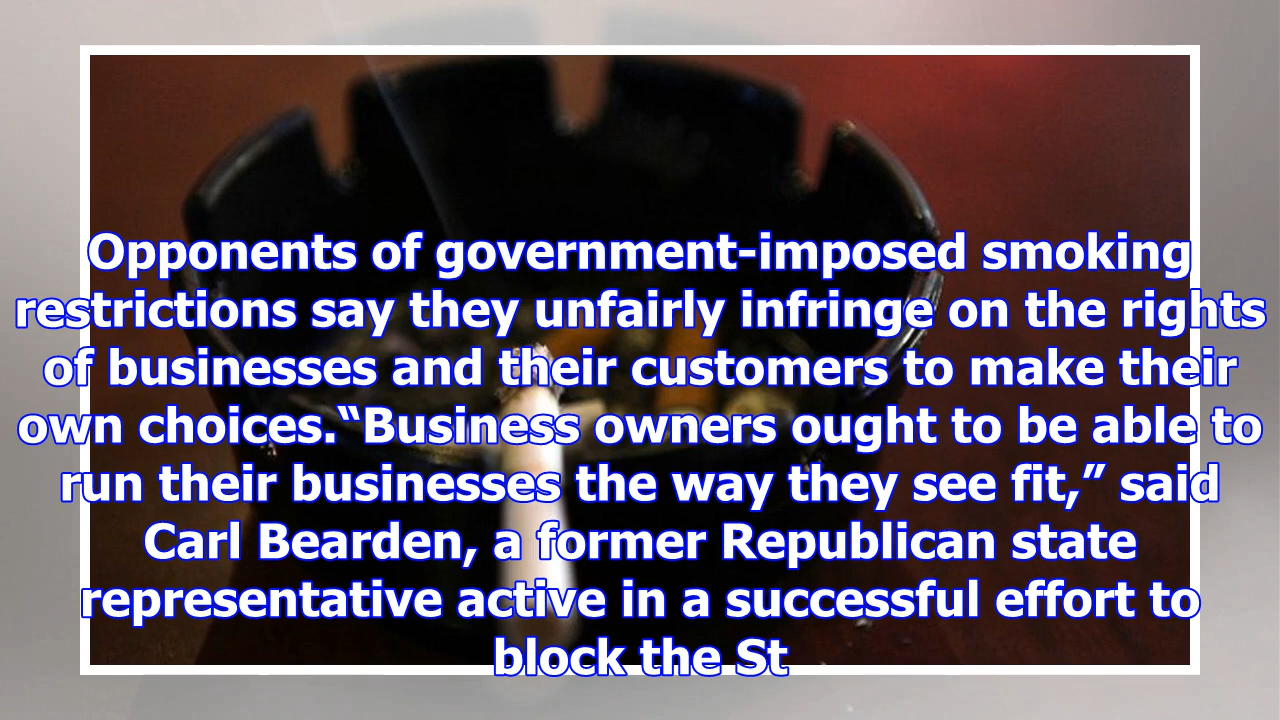 Opponents of government-imposed smoking
restrictions say they unfairly infringe on the rights
of businesses and their customers to make their
own choices.“Business owners ought to be able to
run their businesses the way they see fit,” said
Carl Bearden, a former Republican state
representative active in a successful effort to
block the St